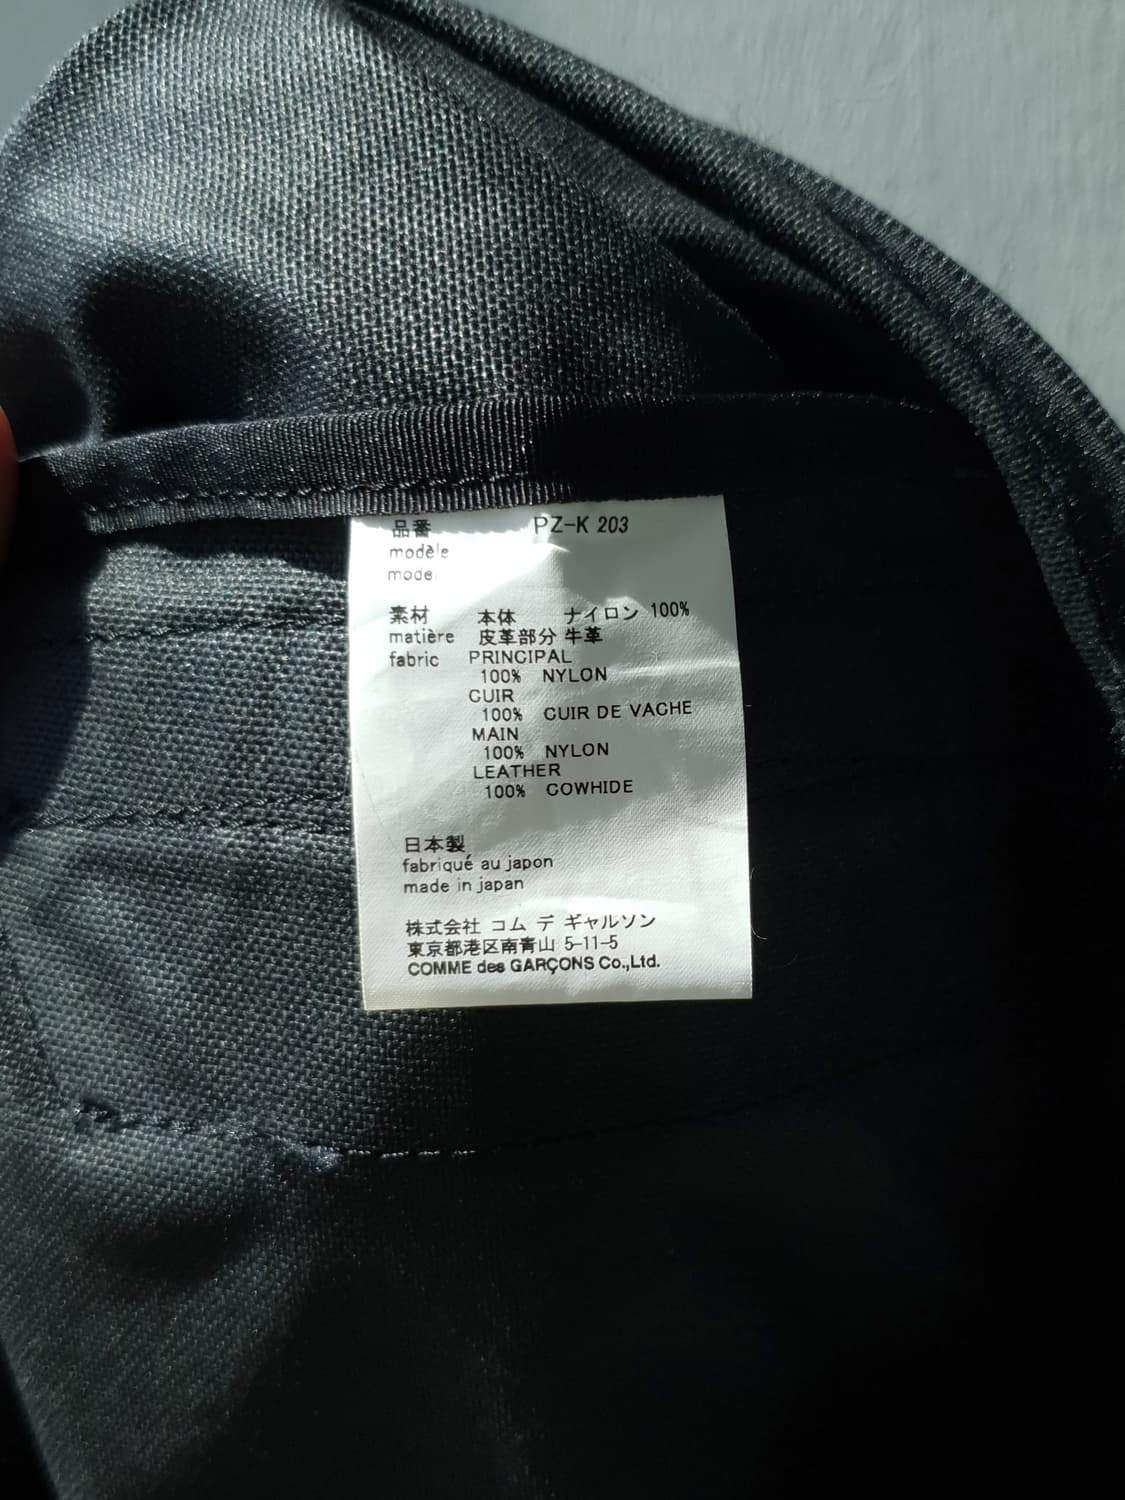 品番 PZ-K 203
modèle
model
素材 本体 ナイロン 100%
matière 皮革部分 牛革
fabric PRINCIPAL
100% NYLON
CUIR
100% CUIR DE VACHE
MAIN
100% NYLON
LEATHER
100% COWHIDE
日本製
fabriqué au japon
made in japan
株式会社 コム デ ギャルソン
東京都港区南青山 5-11-5
COMME des GARÇONS Co.,Ltd.